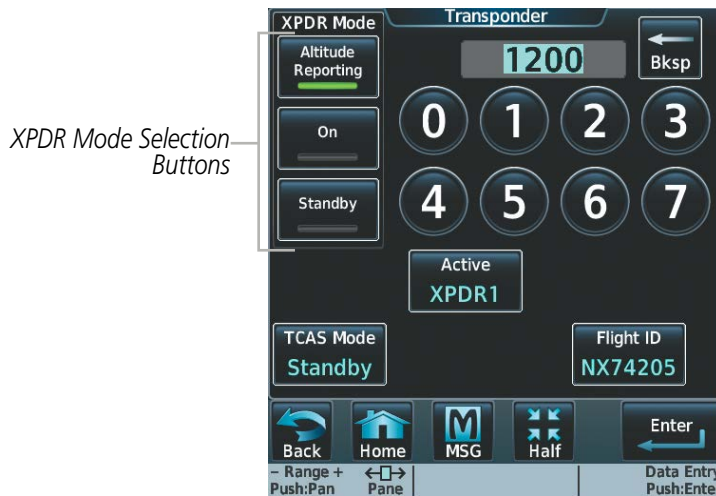 XPDR Mode
Transponder
Altitude
Reporting
1200
Bksp
XPDR Mode Selection
Buttons
On
0 1 2 3
Standby
4 5 6 7
Active
XPDR1
TCAS Mode
Standby
Flight ID
NX74205
Back
Home
M
MSG
Half
Enter
– Range +
Push:Pan
Pane
Data Entry
Push:Enter